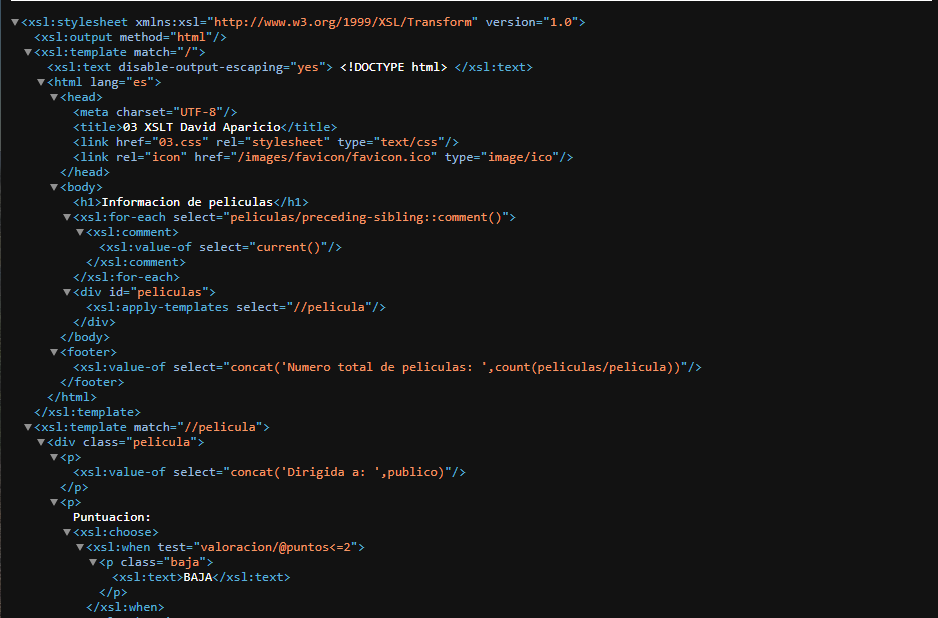 ▼<xsl:stylesheet xmlns:xsl="http://www.w3.org/1999/XSL/Transform" version="1.0">
<xsl:output method="html"/>
▼<xsl:template match="/">
<xsl:text disable-output-escaping="yes"> <!DOCTYPE html> </xsl:text>
▼<html lang="es">
▼<head>
<meta charset="UTF-8"/>
<title>03 XSLT David Aparicio</title>
<link href="03.css" rel="stylesheet" type="text/css"/>
<link rel="icon" href="/images/favicon/favicon.ico" type="image/ico"/>
</head>
▼<body>
<h1>Informacion de peliculas</h1>
▼<xsl:for-each select="peliculas/preceding-sibling::comment()">
▼<xsl:comment>
<xsl:value-of select="current()"/>
</xsl:comment>
</xsl:for-each>
▼<div id="peliculas">
<xsl:apply-templates select="//pelicula"/>
</div>
</body>
▼<footer>
<xsl:value-of select="concat('Numero total de peliculas: ',count(peliculas/pelicula))"/>
</footer>
</html>
</xsl:template>
▼<xsl:template match="//pelicula">
▼<div class="pelicula">
▼<p>
<xsl:value-of select="concat('Dirigida a: ',publico)"/>
</p>
▼<p>
Puntuacion:
▼<xsl:choose>
▼<xsl:when test="valoracion/@puntos<=2">
▼<p class="baja">
<xsl:text>BAJA</xsl:text>
</p>
</xsl:when>